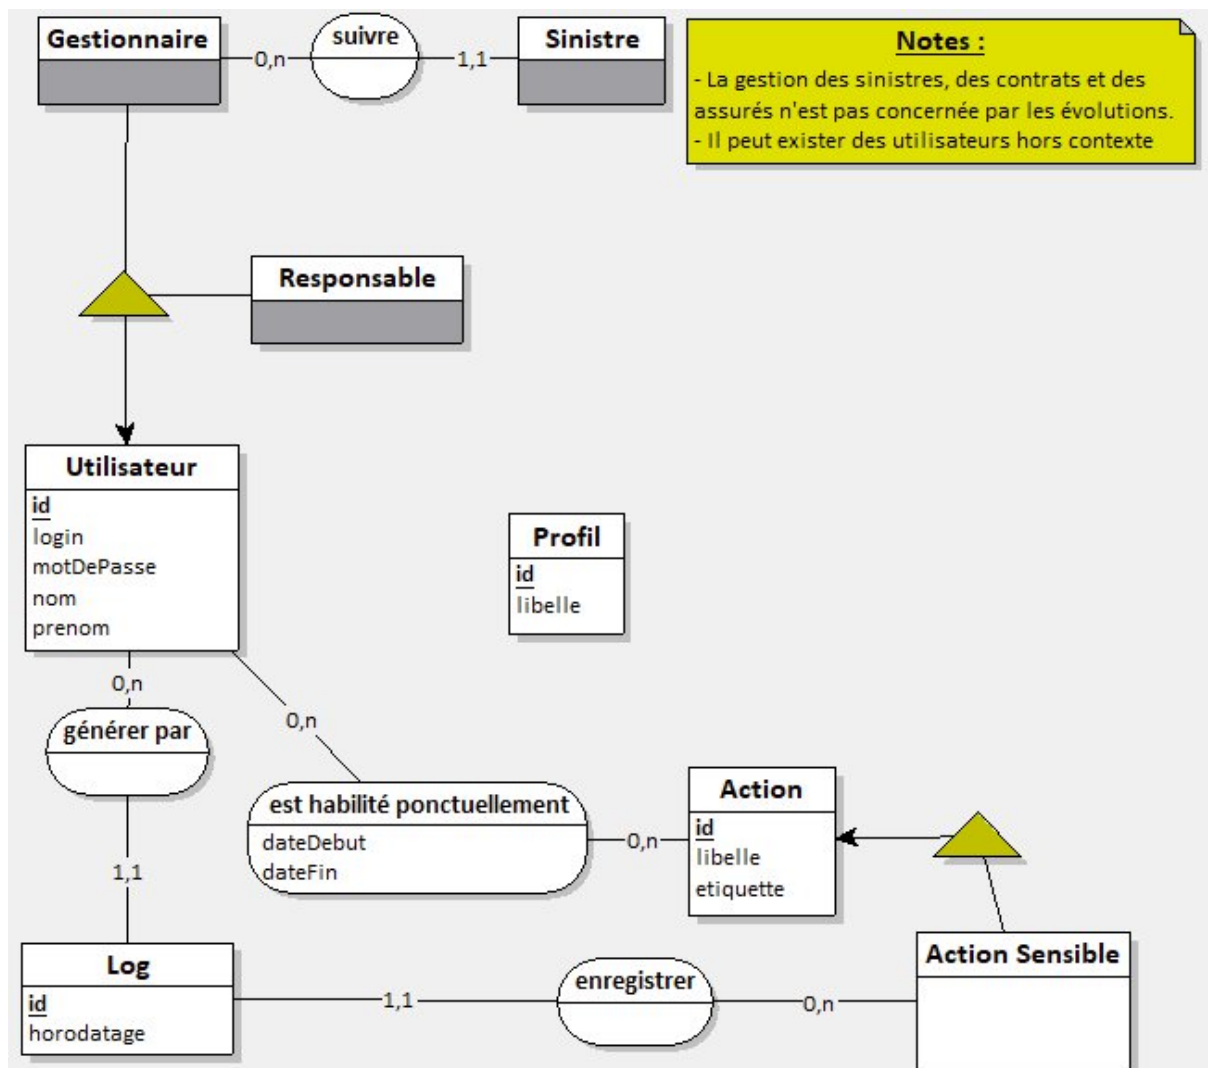 Gestionnaire
0,n
suivre
1,1
Sinistre
Notes :
- La gestion des sinistres, des contrats et des
assurés n'est pas concernée par les évolutions.
- Il peut exister des utilisateurs hors contexte
Responsable
Utilisateur
id
login
motDePasse
nom
prenom
Profil
id
libelle
0,n
générer par
1,1
0,n
est habilité ponctuellement
dateDebut
dateFin
0,n
Action
id
libelle
etiquette
Log
id
horodatage
1,1
enregistrer
0,n
Action Sensible